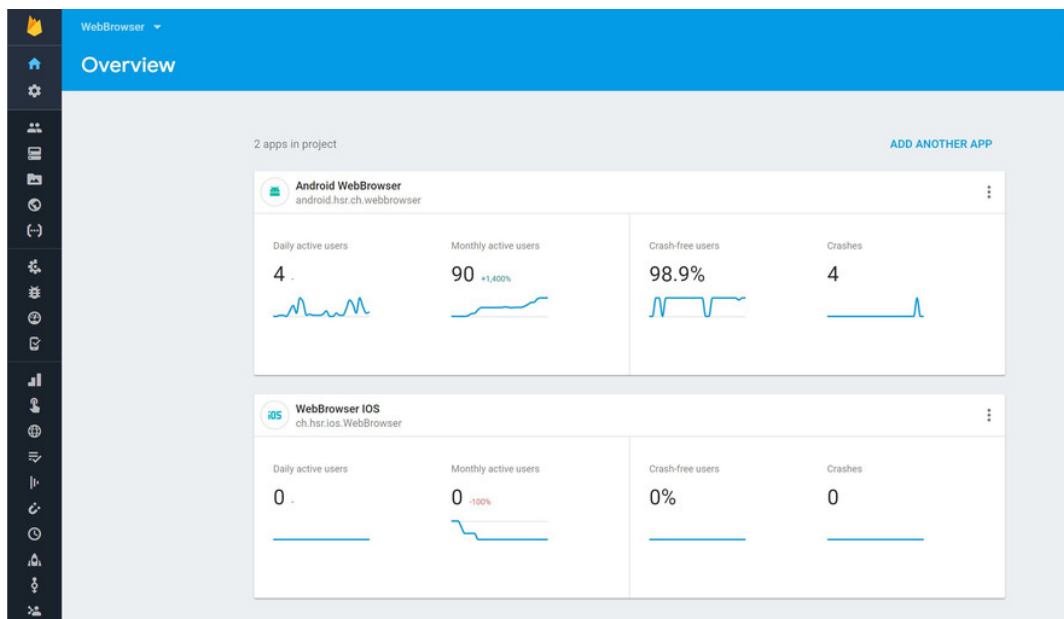 WebBrowser
Overview
2 apps in project
ADD ANOTHER APP
Android WebBrowser
android.hsr.ch.webbrowser
Daily active users
Monthly active users
Crash-free users
Crashes
4 -
90 +1,400%
98.9%
4
iOS
WebBrowser IOS
ch.hsr.ios.WebBrowser
Daily active users
Monthly active users
Crash-free users
Crashes
0 -
0 -100%
0%
0